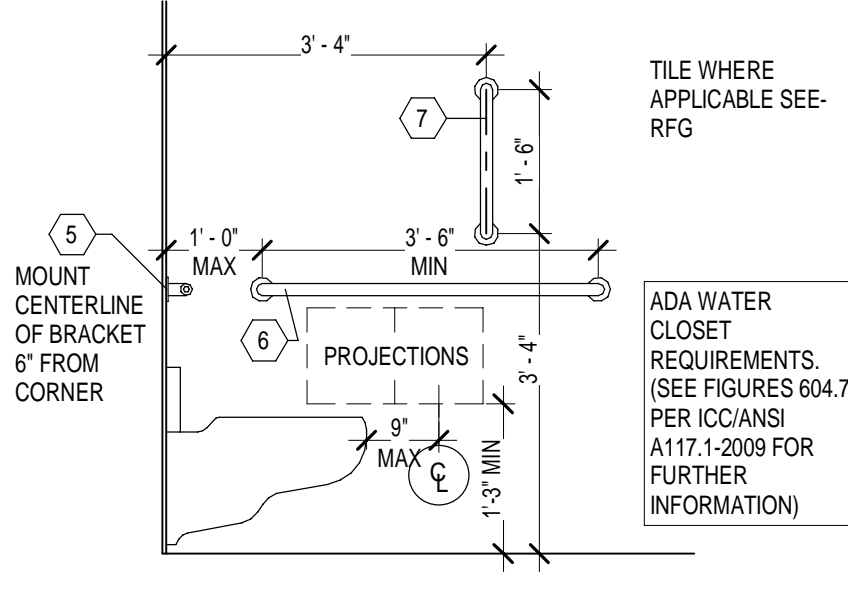 3' - 4"
TILE WHERE
APPLICABLE SEE-
RFG
7
1' - 6"
5
1' - 0"
MAX
3' - 6"
MIN
MOUNT
CENTERLINE
OF BRACKET
6" FROM
CORNER
6
PROJECTIONS
3' - 4"
ADA WATER
CLOSET
REQUIREMENTS.
(SEE FIGURES 604.7
PER ICC/ANSI
A117.1-2009 FOR
FURTHER
INFORMATION)
9"
MAX
CL
1'-3" MIN